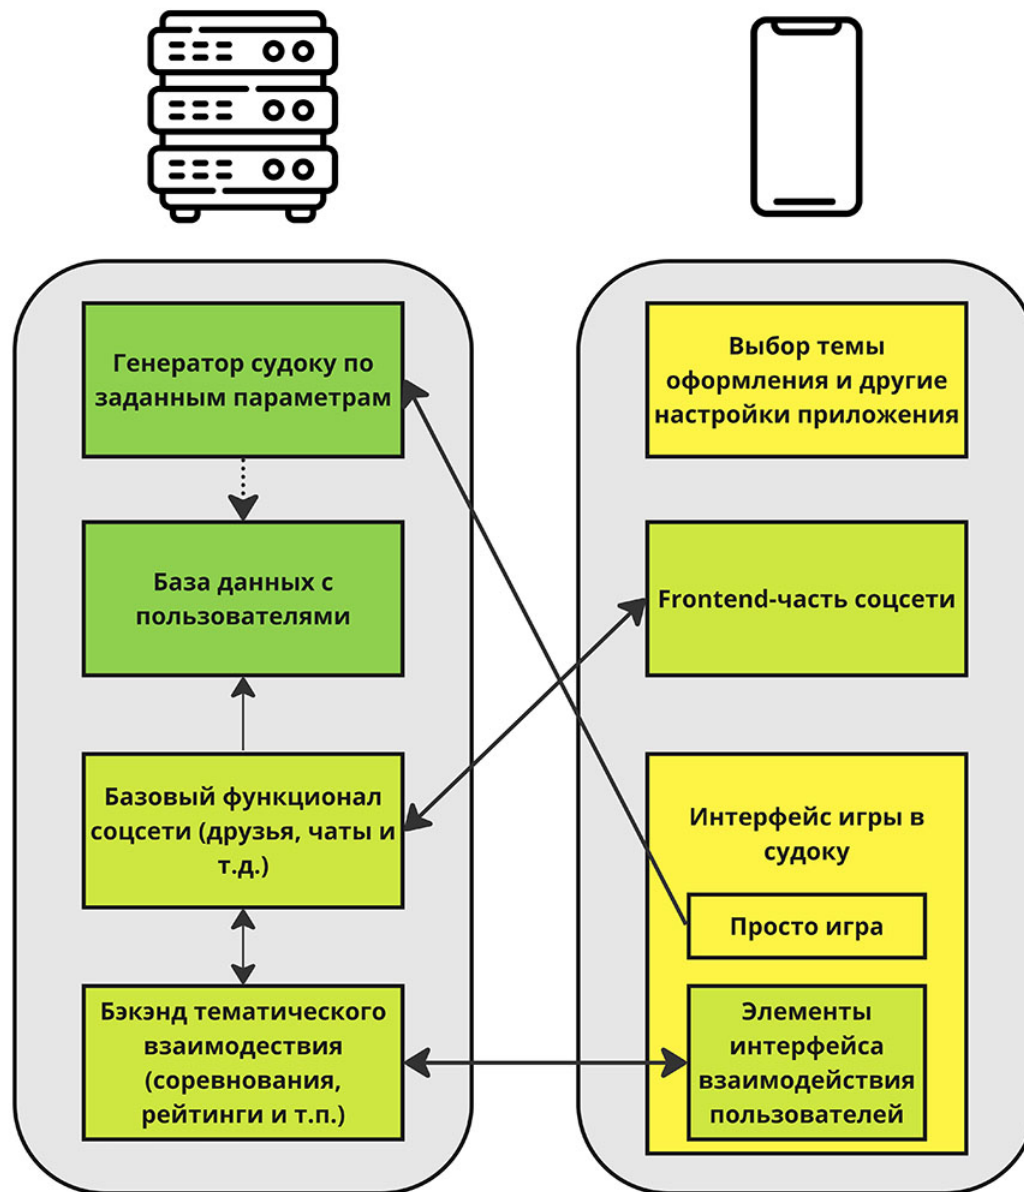 Генератор судоку по
заданным параметрам
База данных с
пользователями
Базовый функционал
соцсети (друзья, чаты и
т.д.)
Бэкэнд тематического
взаимодествия
(соревнования,
рейтинги и т.п.)
Выбор темы
оформления и другие
настройки приложения
Frontend-часть соцсети
Интерфейс игры в
судоку
Просто игра
Элементы
интерфейса
взаимодействия
пользователей